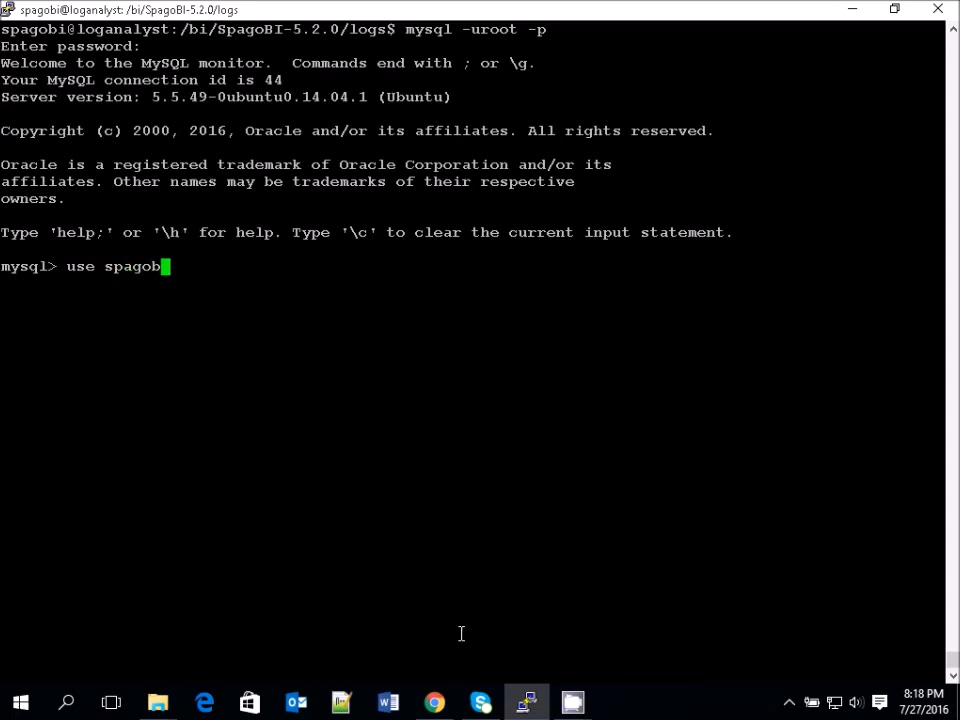 spagobi@loganalyst: /bi/SpagoBI-5.2.0/logs
spagobi@loganalyst:/bi/SpagoBI-5.2.0/logs$ mysql -uroot -p
Enter password:
Welcome to the MySQL monitor.  Commands end with ; or \g.
Your MySQL connection id is 44
Server version: 5.5.49-0ubuntu0.14.04.1 (Ubuntu)
Copyright (c) 2000, 2016, Oracle and/or its affiliates. All rights reserved.
Oracle is a registered trademark of Oracle Corporation and/or its
affiliates. Other names may be trademarks of their respective
owners.
Type 'help;' or '\h' for help. Type '\c' to clear the current input statement.
mysql> use spagob
8:18 PM
7/27/2016